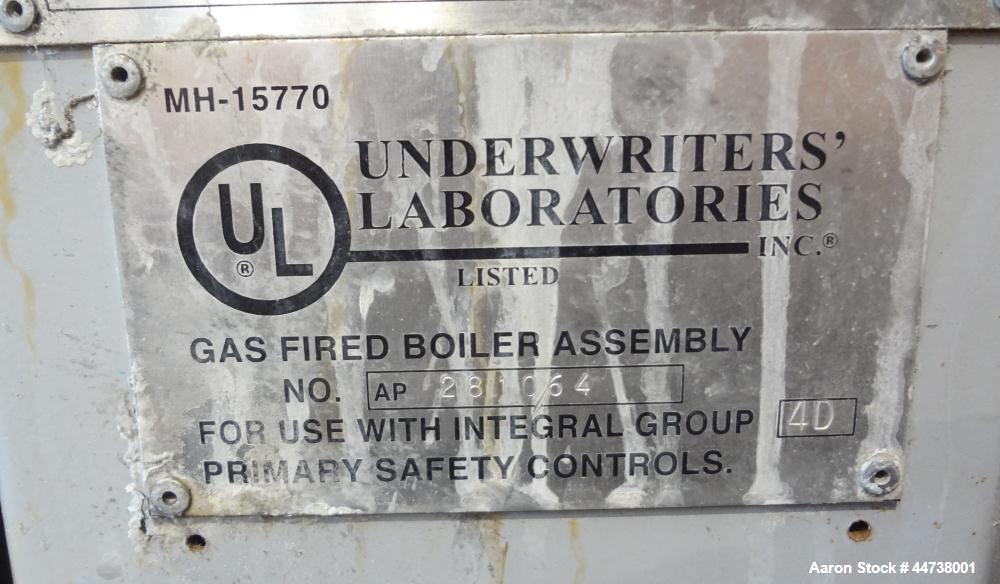 MH-15770
UL®
UNDERWRITERS'
LABORATORIES
INC.®
LISTED
GAS FIRED BOILER ASSEMBLY
NO. AP 281064
FOR USE WITH INTEGRAL GROUP 4D
PRIMARY SAFETY CONTROLS.
Aaron Stock # 44738001